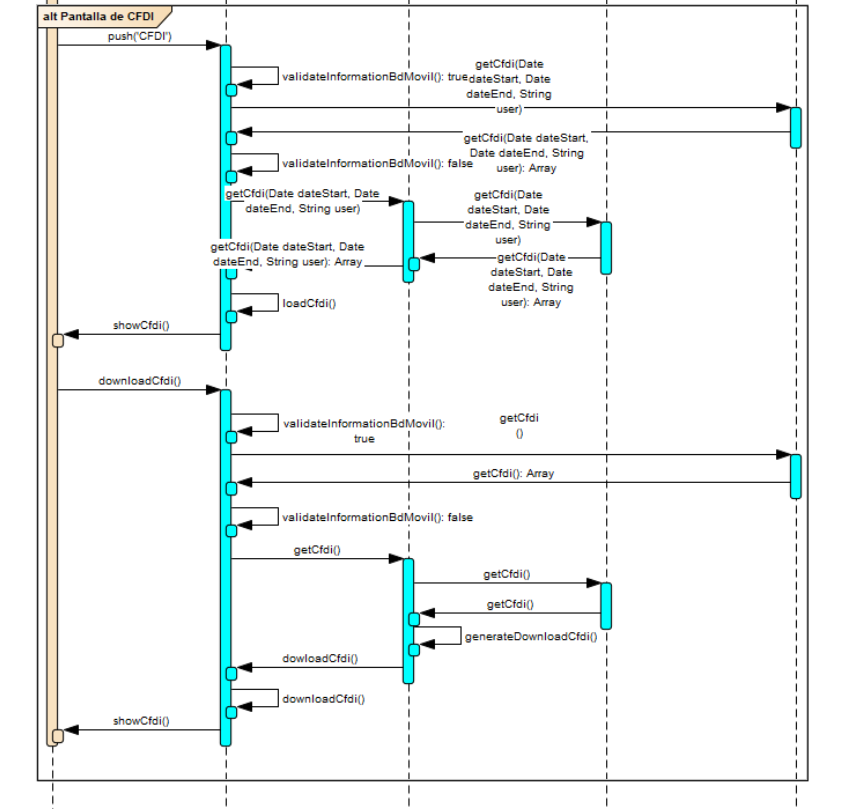 alt Pantalla de CFDI
push('CFDI')
getCfdi(Date
validateInformationBdMovil(): true
dateStart, Date
dateEnd, String
user)
getCfdi(Date dateStart,
Date dateEnd, String
validateInformationBdMovil(): false
user): Array
getCfdi(Date dateStart, Date
dateEnd, String user)
getCfdi(Date
dateStart, Date
dateEnd, String
user)
getCfdi(Date dateStart, Date
dateEnd, String user): Array
getCfdi(Date
dateStart, Date
dateEnd, String
user): Array
loadCfdi()
showCfdi()
downloadCfdi()
validateInformationBdMovil():
true
getCfdi
()
getCfdi(): Array
validateInformationBdMovil(): false
getCfdi()
getCfdi()
getCfdi()
generateDownloadCfdi()
dowloadCfdi()
downloadCfdi()
showCfdi()